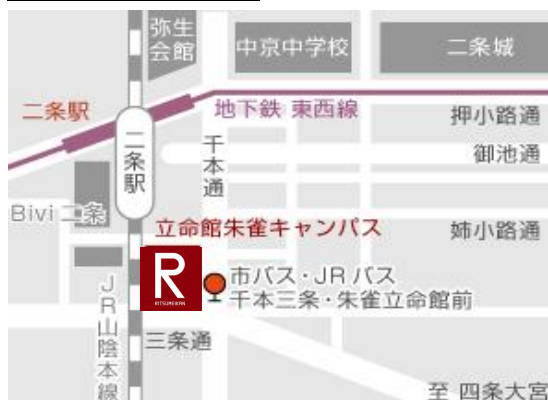 弥生
会館
中京中学校
二条城
二条駅
地下鉄 東西線
押小路通
二条駅
千本通
御池通
Bivi 二条
立命館朱雀キャンパス
姉小路通
R
RITSUMEIKAN
市バス・JRバス
千本三条・朱雀立命館前
JR山陰本線
三条通
至 四条大宮